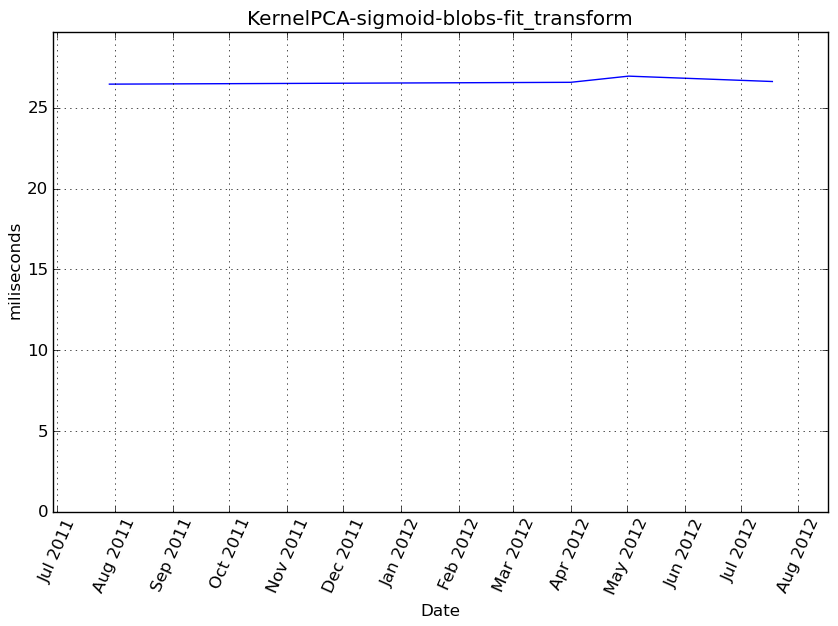 KernelPCA-sigmoid-blobs-fit_transform
miliseconds
25
20
15
10
5
0
Jul 2011
Aug 2011
Sep 2011
Oct 2011
Nov 2011
Dec 2011
Jan 2012
Feb 2012
Mar 2012
Apr 2012
May 2012
Jun 2012
Jul 2012
Aug 2012
Date